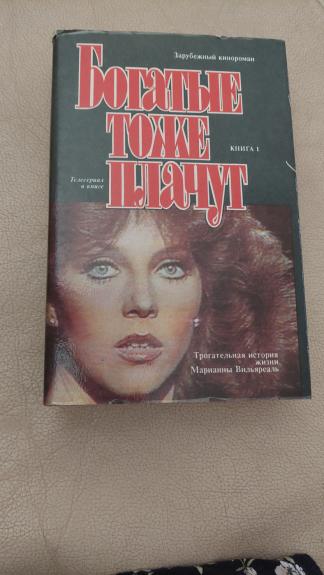 Зарубежный кинороман
Богатые
тоже
КНИГА 1
Телесериал
в книге
плачут
Трогательная история
жизни
Марианны Вильяреаль